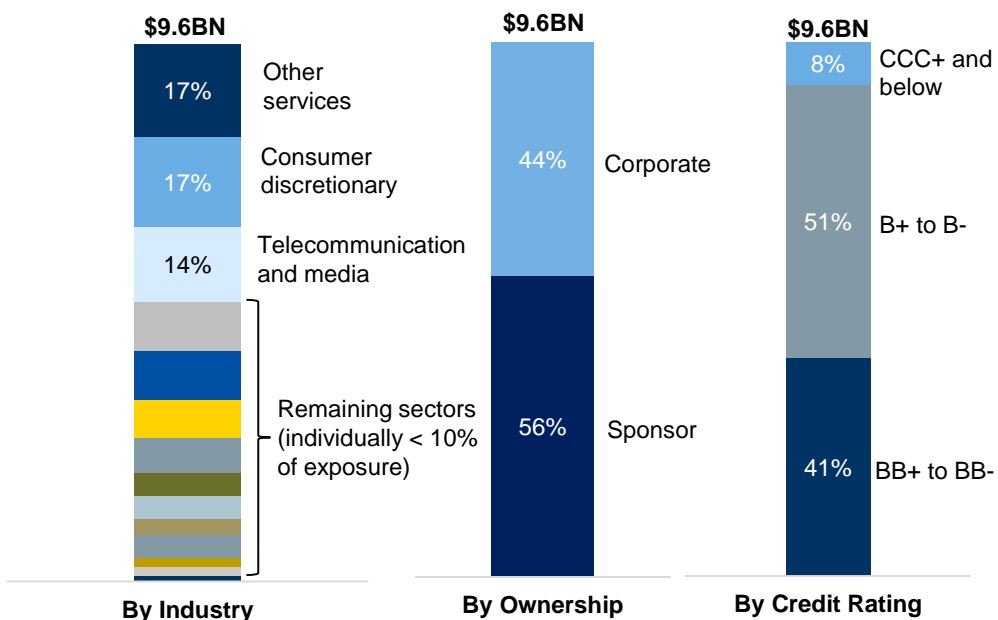 $9.6BN
17%
Other
services
17%
Consumer
discretionary
14%
Telecommunication
and media
Remaining sectors
(individually < 10%
of exposure)
By Industry
$9.6BN
44%
Corporate
56%
Sponsor
By Ownership
$9.6BN
8%
CCC+ and
below
51%
B+ to B-
41%
BB+ to BB-
By Credit Rating